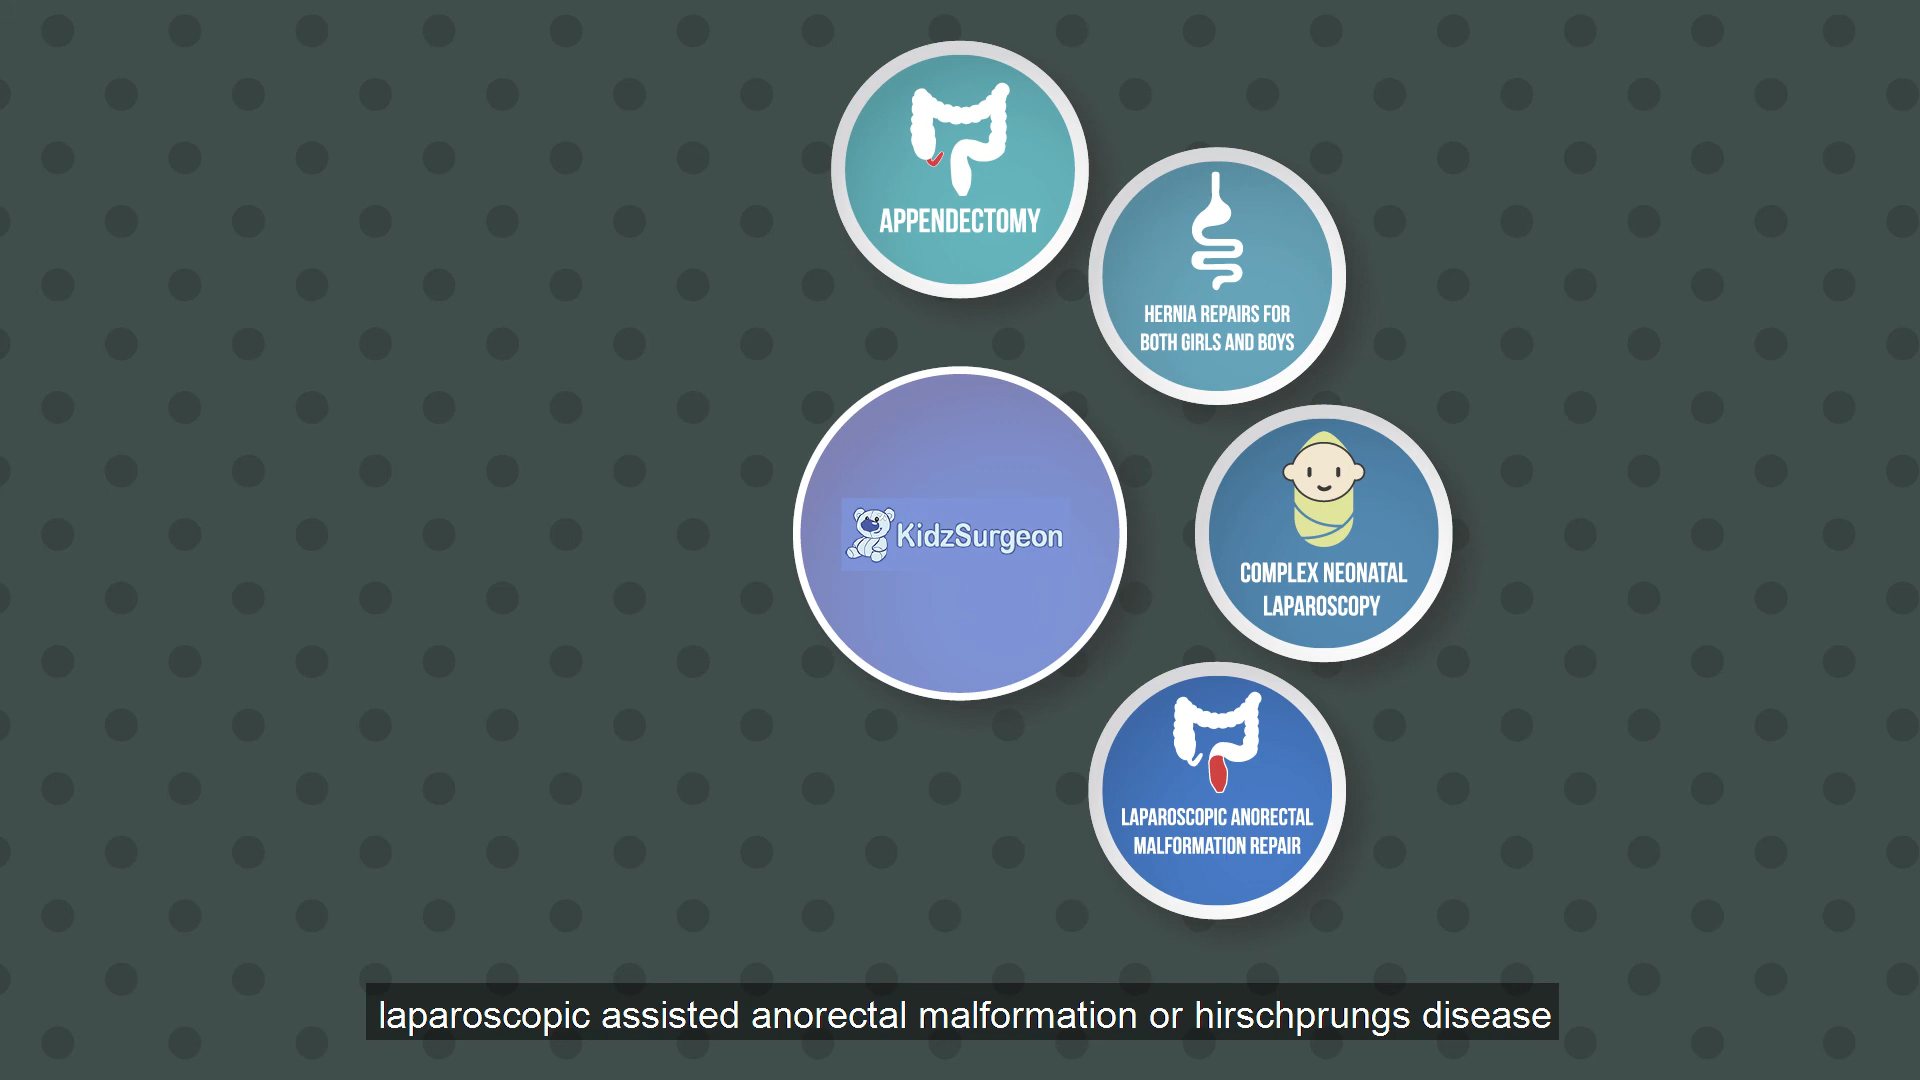 APPENDECTOMY
HERNIA REPAIRS FOR
BOTH GIRLS AND BOYS
KidzSurgeon
COMPLEX NEONATAL
LAPAROSCOPY
LAPAROSCOPIC ANORECTAL
MALFORMATION REPAIR
laparoscopic assisted anorectal malformation or hirschprungs disease